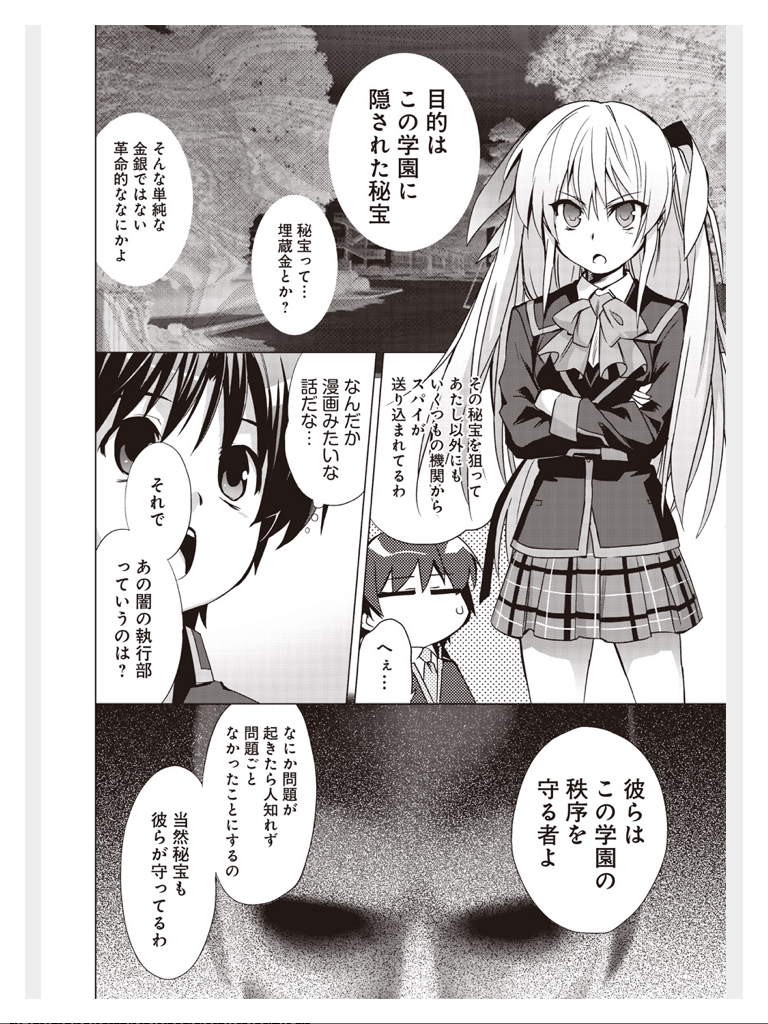 目的は
この学園に
隠された秘宝
秘宝って…
埋蔵金とか?
そんな単純な
金銀ではない
革命的ななにかよ
その秘宝を狙って
あたし以外にも
いくつもの機関から
スパイが
送り込まれてるわ
へぇ…
なんだか
漫画みたいな
話だな…
それで
あの闇の執行部
っていうのは?
彼らは
この学園の
秩序を
守る者よ
なにか問題が
起きたら人知れず
問題ごと
なかったことにするの
当然秘宝も
彼らが守ってるわ